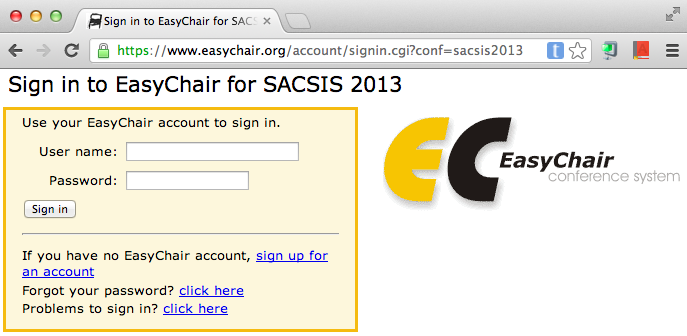 Sign in to EasyChair for SACS
https://www.easychair.org/account/signin.cgi?conf=sacsis2013
Sign in to EasyChair for SACSIS 2013
Use your EasyChair account to sign in.
User name:
Password:
Sign in
If you have no EasyChair account, sign up for
an account
Forgot your password? click here
Problems to sign in? click here
EC
EasyChair
conference system